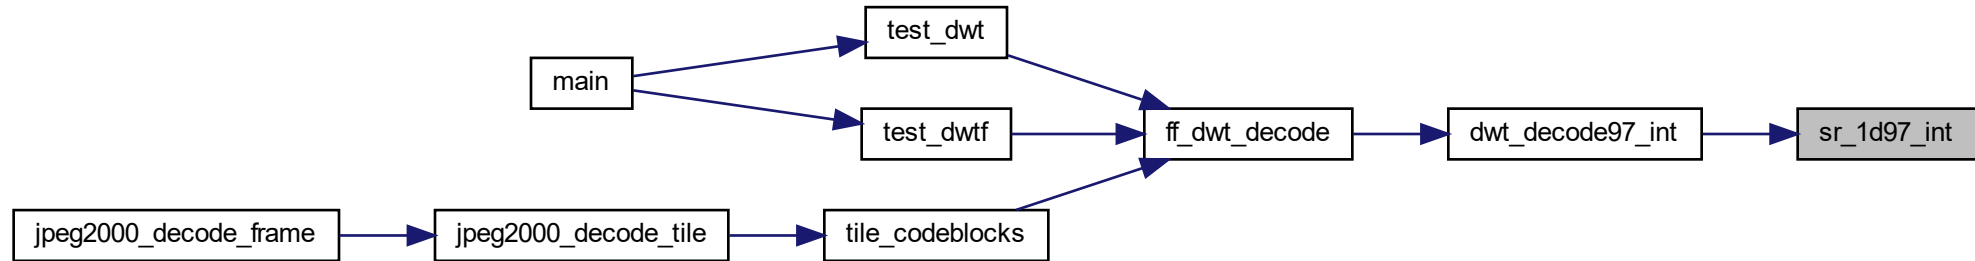 test_dwt
main
test_dwtf
ff_dwt_decode
dwt_decode97_int
sr_1d97_int
jpeg2000_decode_frame
jpeg2000_decode_tile
tile_codeblocks